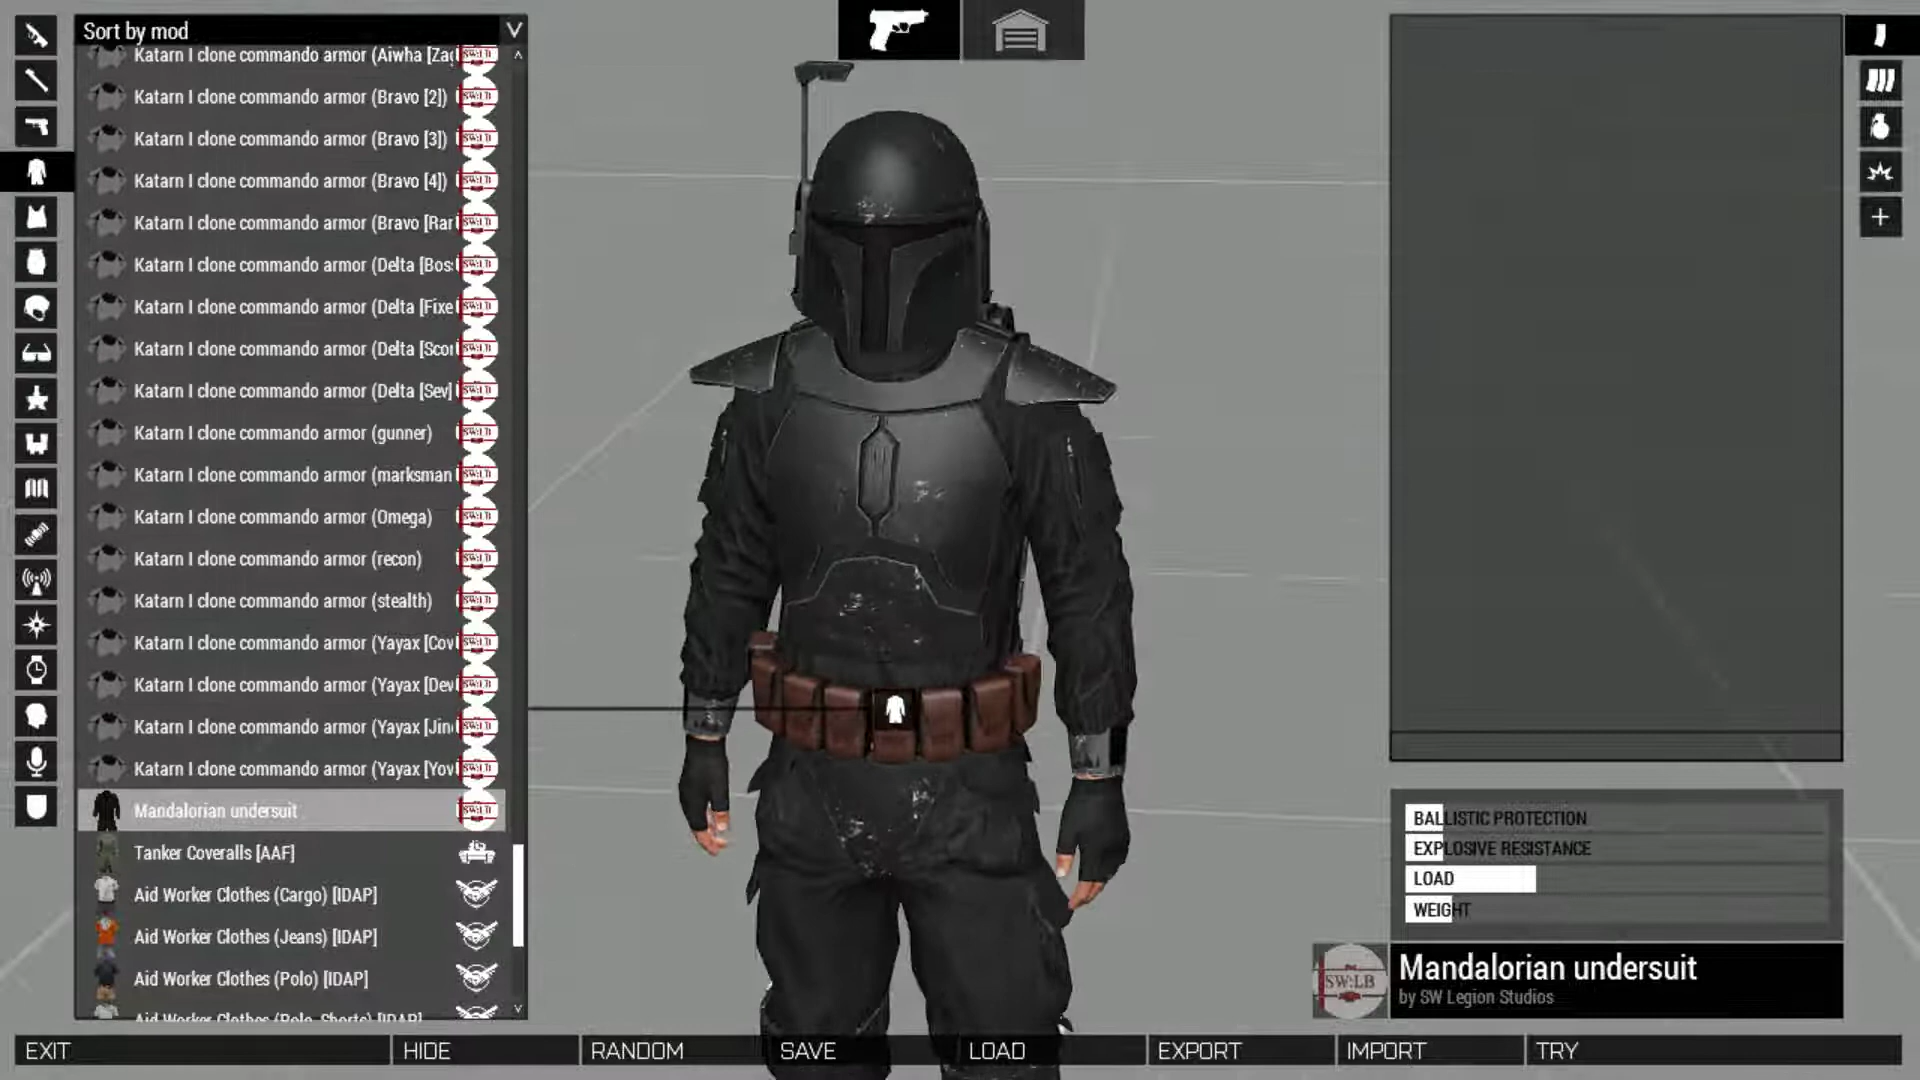 Sort by mod
Katarn I clone commando armor (Aiwha [Za
Katarn I clone commando armor (Bravo [2])
Katarn I clone commando armor (Bravo [3])
Katarn I clone commando armor (Bravo [4])
Katarn I clone commando armor (Bravo [Rar
Katarn I clone commando armor (Delta [Bos
Katarn I clone commando armor (Delta [Fixe
Katarn I clone commando armor (Delta [Scor
Katarn I clone commando armor (Delta [Sev]
Katarn I clone commando armor (gunner)
Katarn I clone commando armor (marksman
Katarn I clone commando armor (Omega)
Katarn I clone commando armor (recon)
Katarn I clone commando armor (stealth)
Katarn I clone commando armor (Yayax [Cov
Katarn I clone commando armor (Yayax [Dev
Katarn I clone commando armor (Yayax [Jin
Katarn I clone commando armor (Yayax [Yov
Mandalorian undersuit
Tanker Coveralls [AAF]
Aid Worker Clothes (Cargo) [IDAP]
Aid Worker Clothes (Jeans) [IDAP]
Aid Worker Clothes (Polo) [IDAP]
Aid Worker Clothes (Polo, Shorts) [IDAP]
BALLISTIC PROTECTION
EXPLOSIVE RESISTANCE
LOAD
WEIGHT
SW:LB
Mandalorian undersuit
by SW Legion Studios
EXIT
HIDE
RANDOM
SAVE
LOAD
EXPORT
IMPORT
TRY